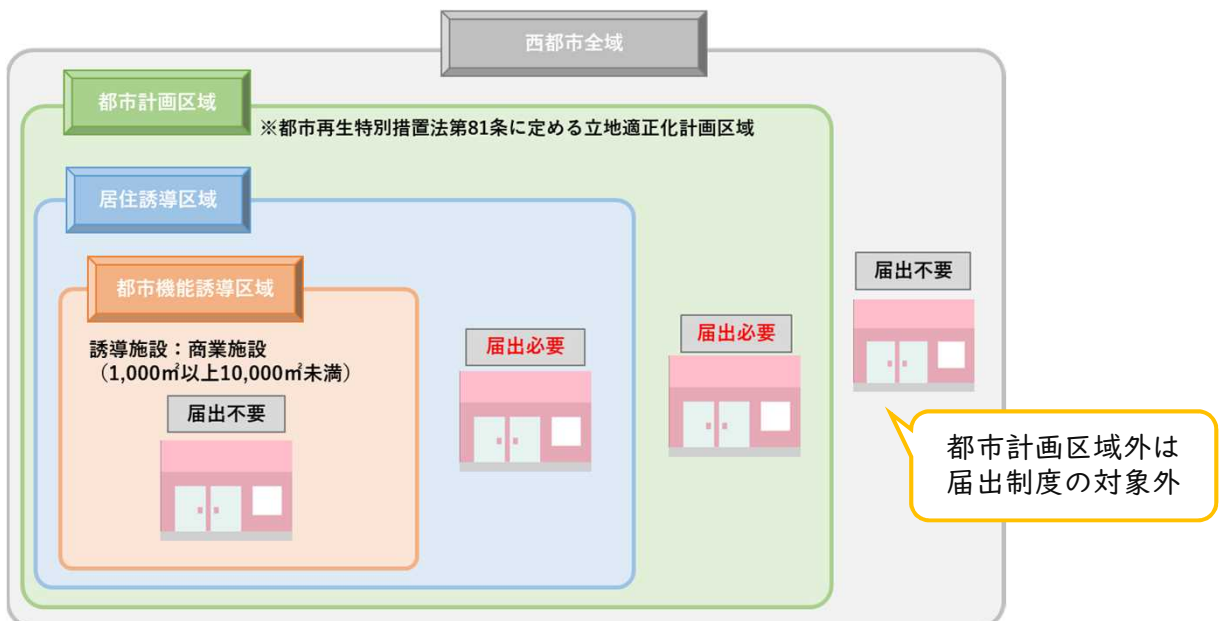 西都市全域
都市計画区域
※都市再生特別措置法第81条に定める立地適正化計画区域
居住誘導区域
都市機能誘導区域
誘導施設：商業施設
（1,000㎡以上10,000㎡未満）
届出不要
届出必要
届出必要
届出不要
都市計画区域外は
届出制度の対象外